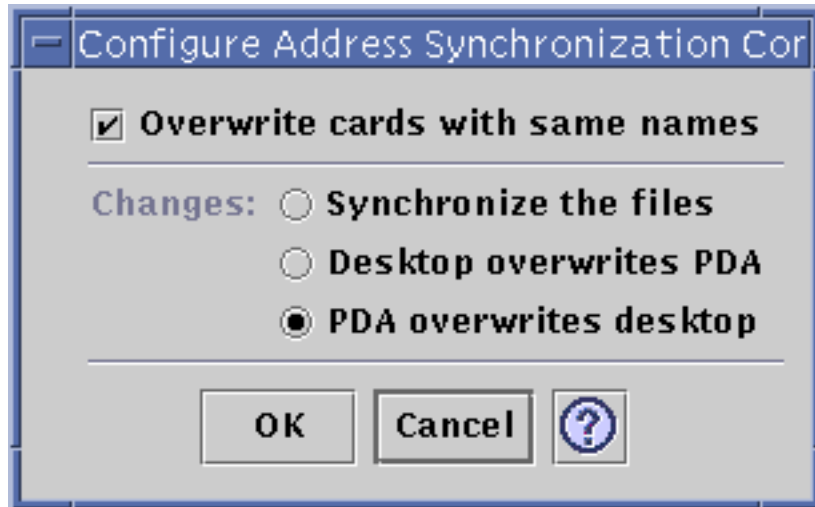 Configure Address Synchronization Cor
Overwrite cards with same names
Changes: Synchronize the files
Desktop overwrites PDA
PDA overwrites desktop
OK Cancel ?